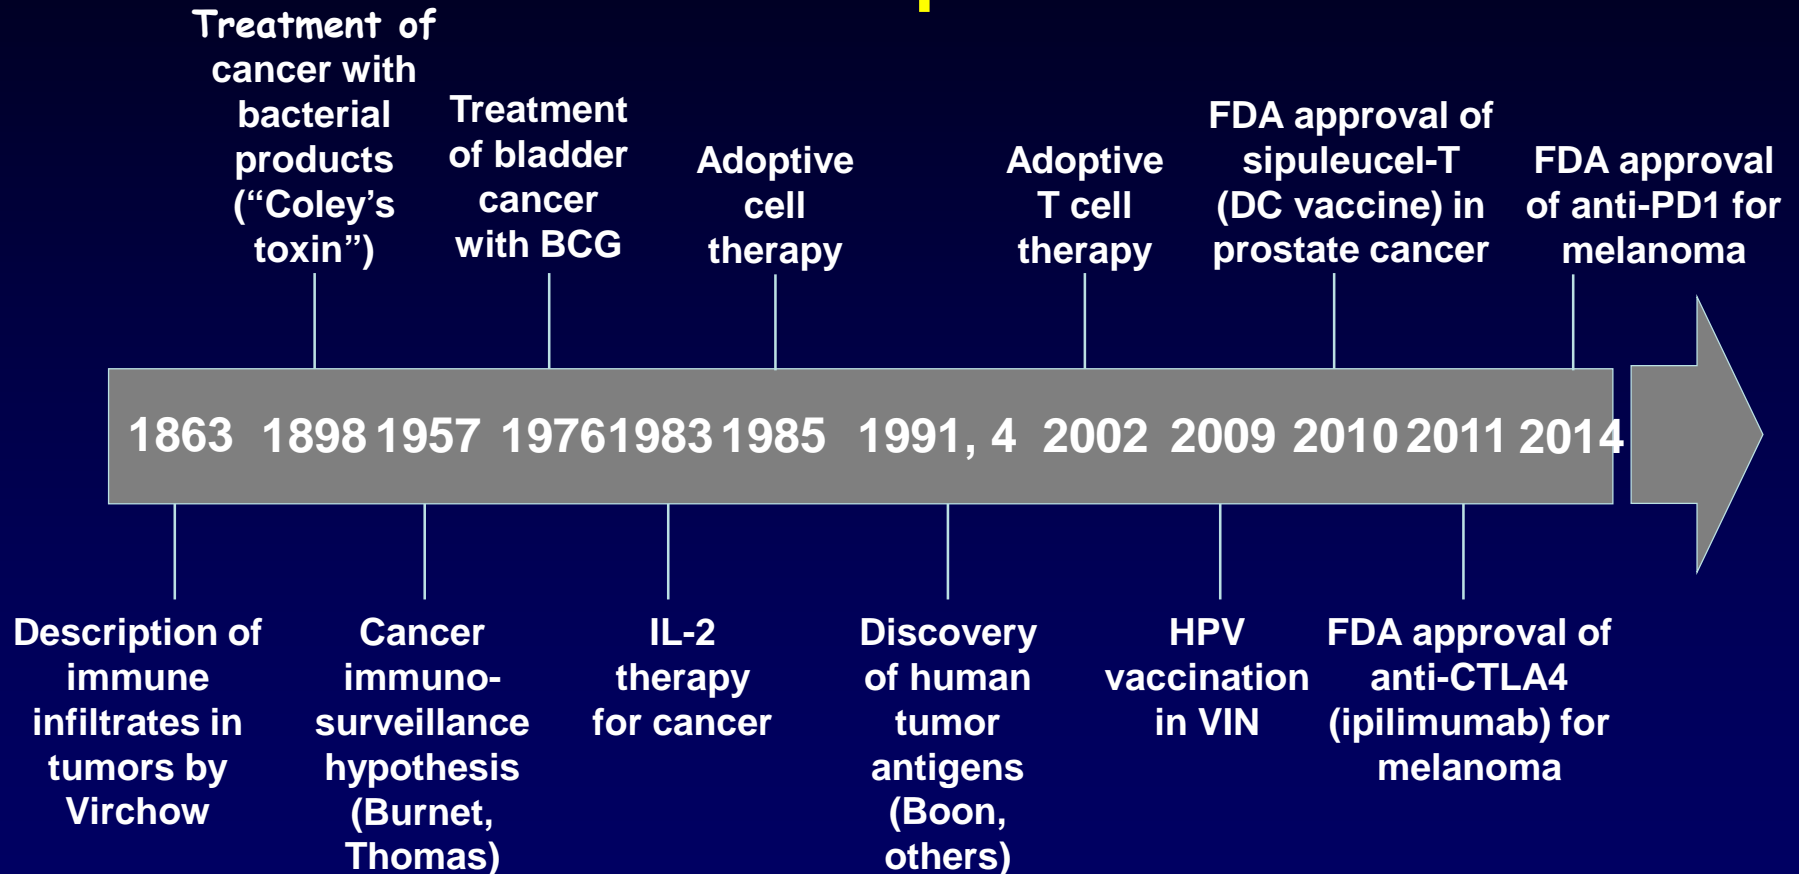 Treatment of
cancer with
bacterial
products
(“Coley’s
toxin”)
Treatment
of bladder
cancer
with BCG
Adoptive
cell
therapy
Adoptive
T cell
therapy
FDA approval of
sipuleucel-T
(DC vaccine) in
prostate cancer
FDA approval
of anti-PD1 for
melanoma
1863 1898 1957 1976 1983 1985 1991, 4 2002 2009 2010 2011 2014
Description of
immune
infiltrates in
tumors by
Virchow
Cancer
immuno-
surveillance
hypothesis
(Burnet,
Thomas)
IL-2
therapy
for cancer
Discovery
of human
tumor
antigens
(Boon,
others)
HPV
vaccination
in VIN
FDA approval of
anti-CTLA4
(ipilimumab) for
melanoma